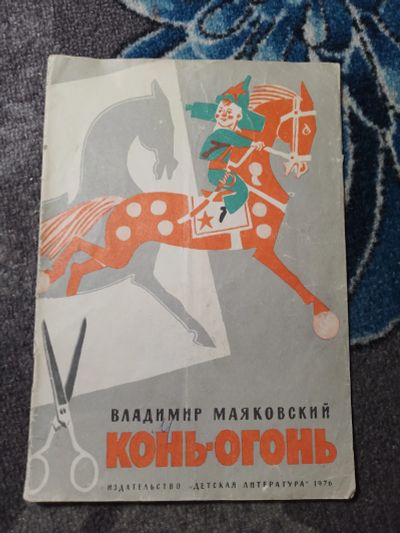 ВЛАДИМИР МАЯКОВСКИЙ
КОНЬ-ОГОНЬ
ИЗДАТЕЛЬСТВО „ДЕТСКАЯ ЛИТЕРАТУРА" 1976